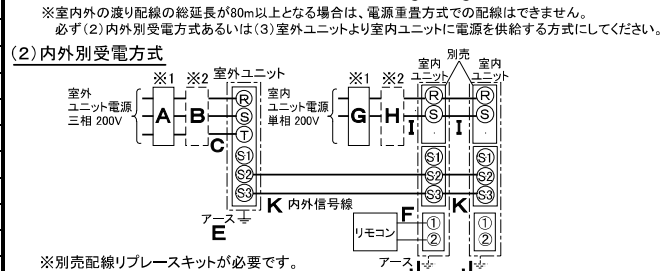 ※室内外の渡り配線の総延長が80m以上となる場合は、電源重畳方式での配線はできません。
必ず(2)内外別受電方式あるいは(3)室外ユニットより室内ユニットに電源を供給する方式にしてください。
(2)内外別受電方式
※1 ※2 室外ユニット
室外
ユニット電源
三相 200V
A B C
R
S
T
S1
S2
S3
アース
E
※1 ※2
室内
ユニット電源
単相 200V
G H
別売
室内
ユニット
室内
ユニット
R R
S S
I I
S1 S1
S2 S2
S3 S3
K 内外信号線
K
F
リモコン
① ①
② ②
アース
J J
※別売配線リプレースキットが必要です。